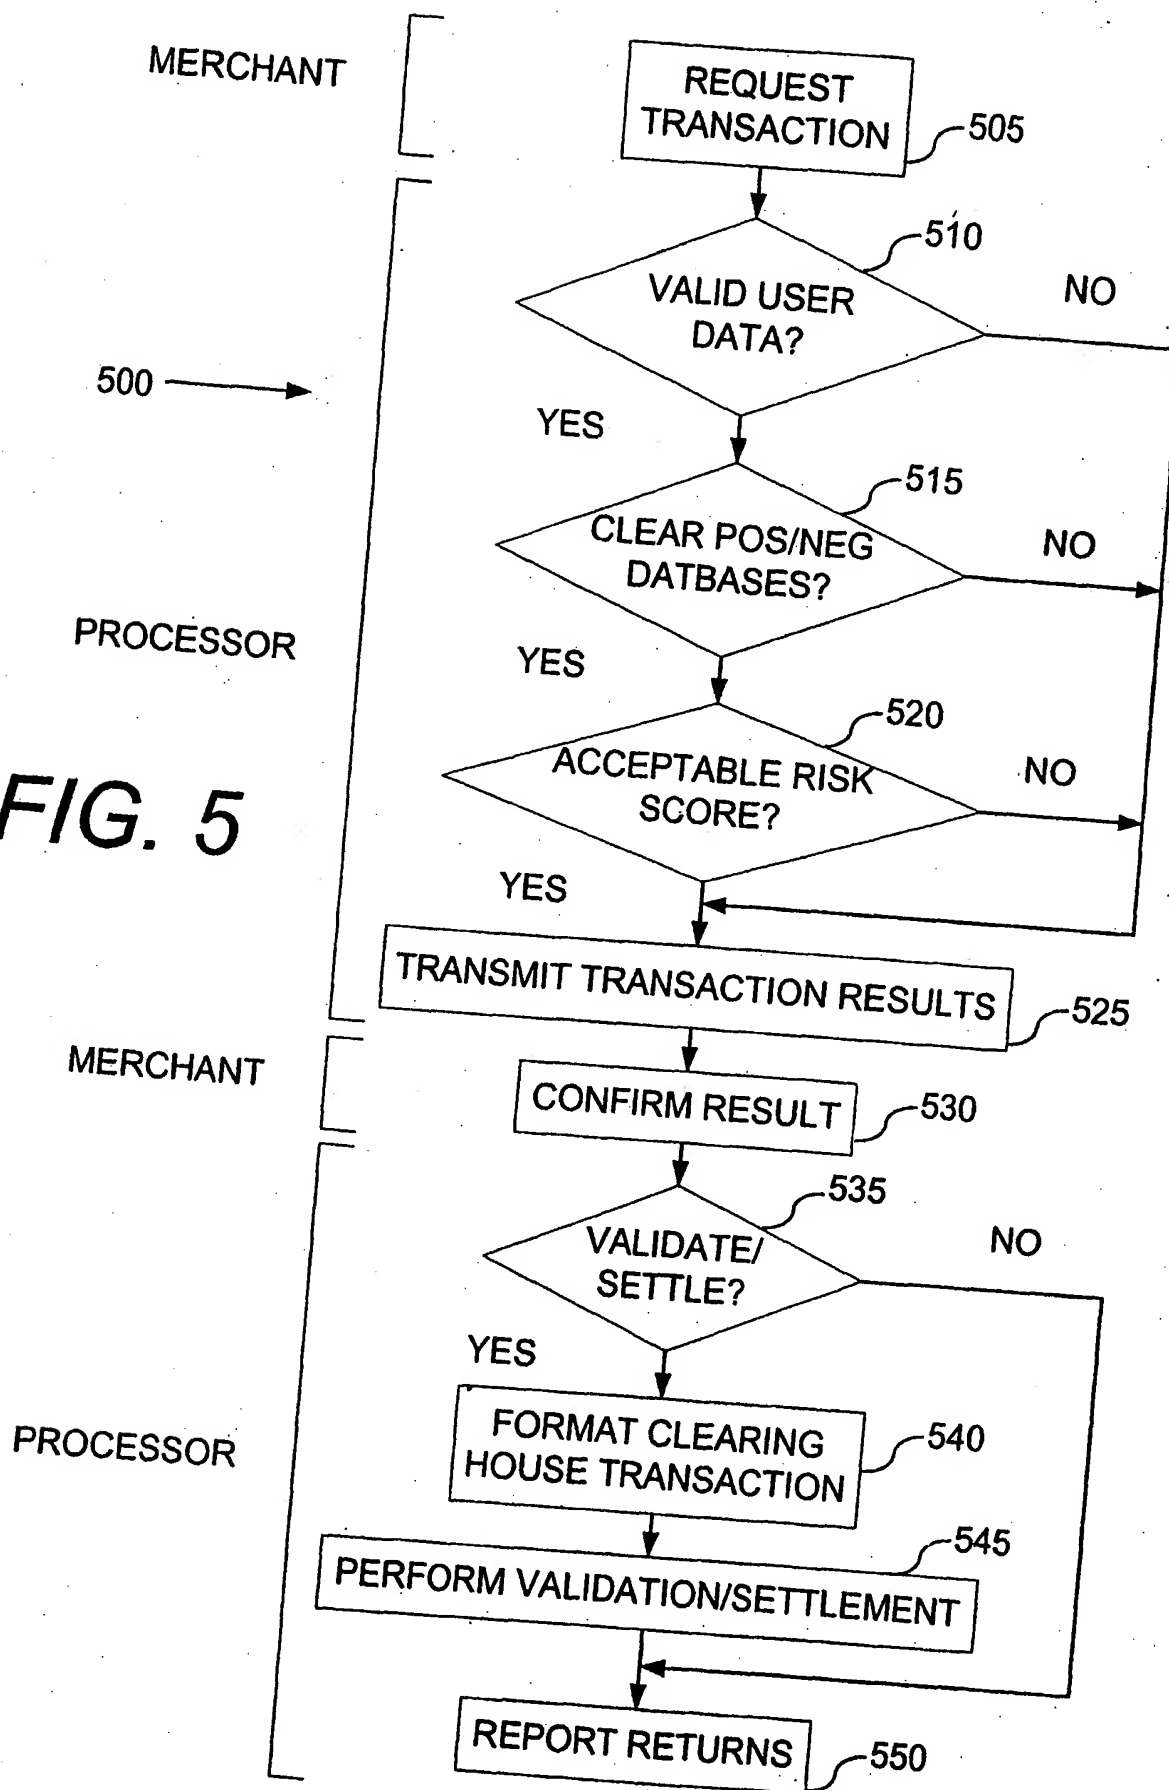 MERCHANT
REQUEST
TRANSACTION
505
510
VALID USER
DATA?
NO
500
YES
515
CLEAR POS/NEG
DATBASES?
NO
PROCESSOR
YES
520
ACCEPTABLE RISK
SCORE?
NO
FIG. 5
YES
TRANSMIT TRANSACTION RESULTS
525
MERCHANT
CONFIRM RESULT
530
535
VALIDATE/
SETTLE?
NO
YES
FORMAT CLEARING
HOUSE TRANSACTION
540
PROCESSOR
545
PERFORM VALIDATION/SETTLEMENT
REPORT RETURNS
550